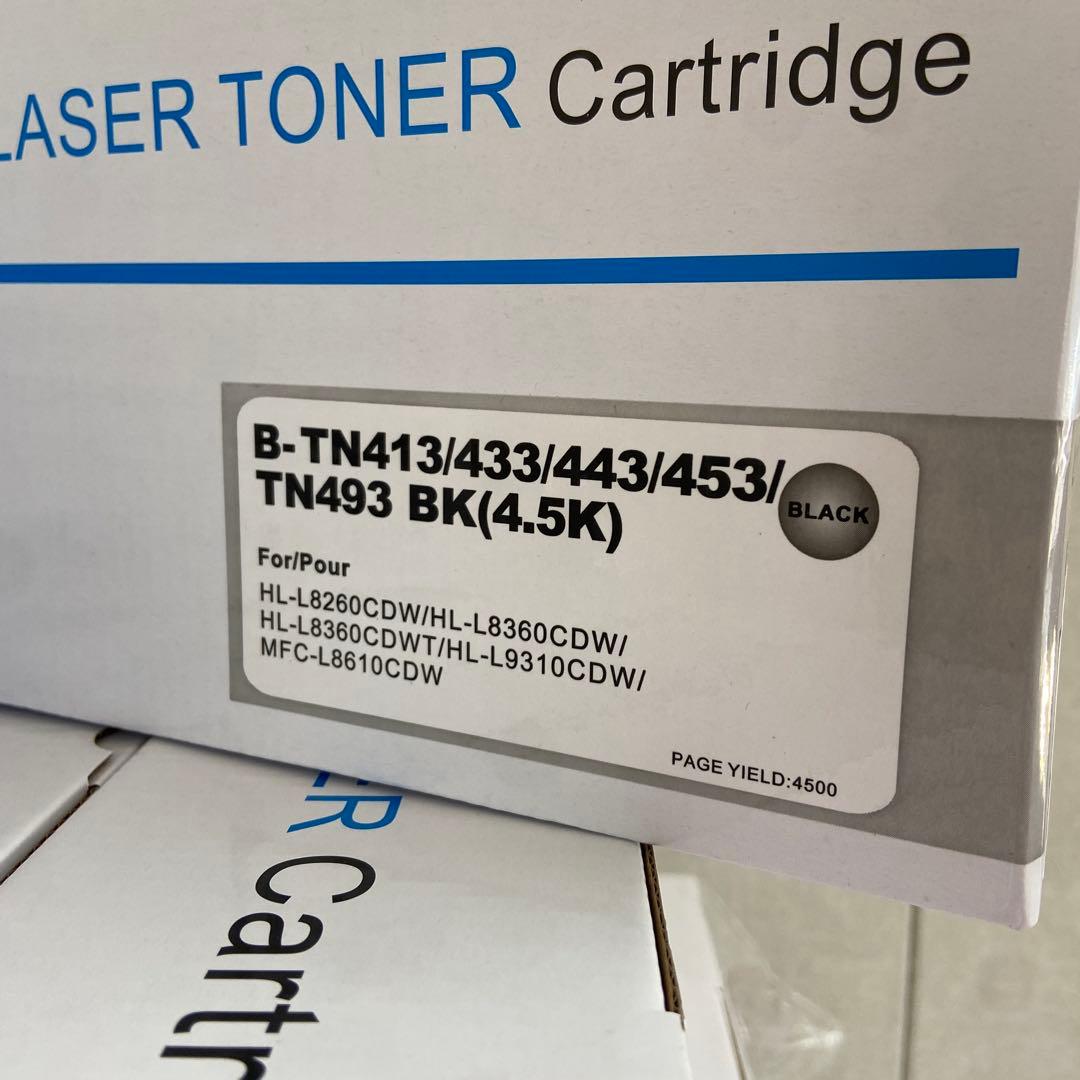 LASER TONER Cartridge
B-TN413/433/443/453/
TN493 BK(4.5K)
BLACK
For/Pour
HL-L8260CDW/HL-L8360CDW/
HL-L8360CDWT/HL-L9310CDW/
MFC-L8610CDW
PAGE YIELD:4500
ER Cartr